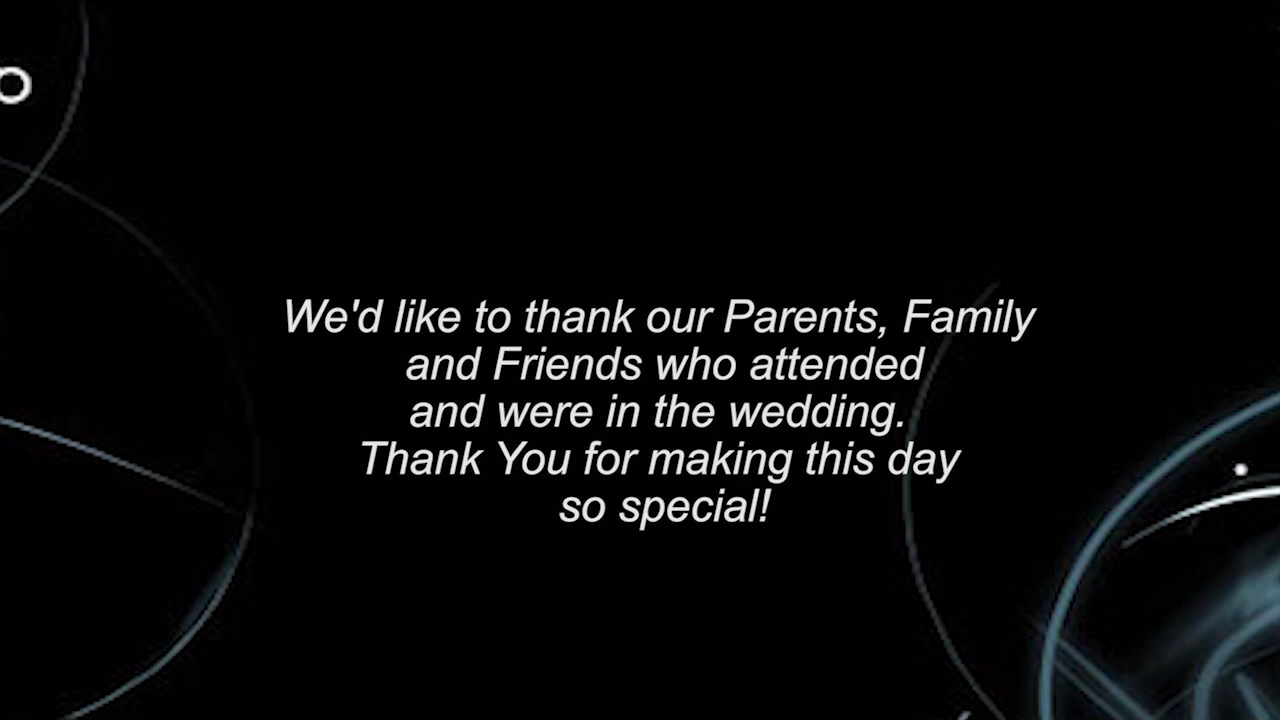 We'd like to thank our Parents, Family
and Friends who attended
and were in the wedding.
Thank You for making this day
so special!